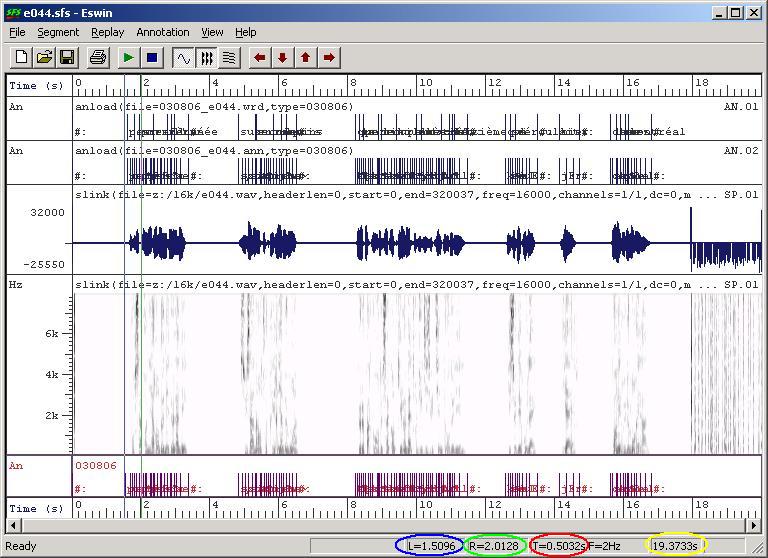 e044.sfs - Eswin
File Segment Replay Annotation View Help
Time (s) 0 2 4 6 8 10 12 14 16 18
An anload(file=030806_e044.wrd,type=030806) AN.01
#:
An anload(file=030806_e044.ann,type=030806) AN.02
#:
slink(file=z:/16k/e044.wav,headerlen=0,start=0,end=320037,freq=16000,channels=1/1,dc=0,m ... SP.01
32000
-25550
Hz slink(file=z:/16k/e044.wav,headerlen=0,start=0,end=320037,freq=16000,channels=1/1,dc=0,m ... SP.01
6k
4k
2k
An 030806
#:
Time (s) 0 2 4 6 8 10 12 14 16 18
Ready L=1.5096 R=2.0128 T=0.5032s F=2Hz 19.3733s